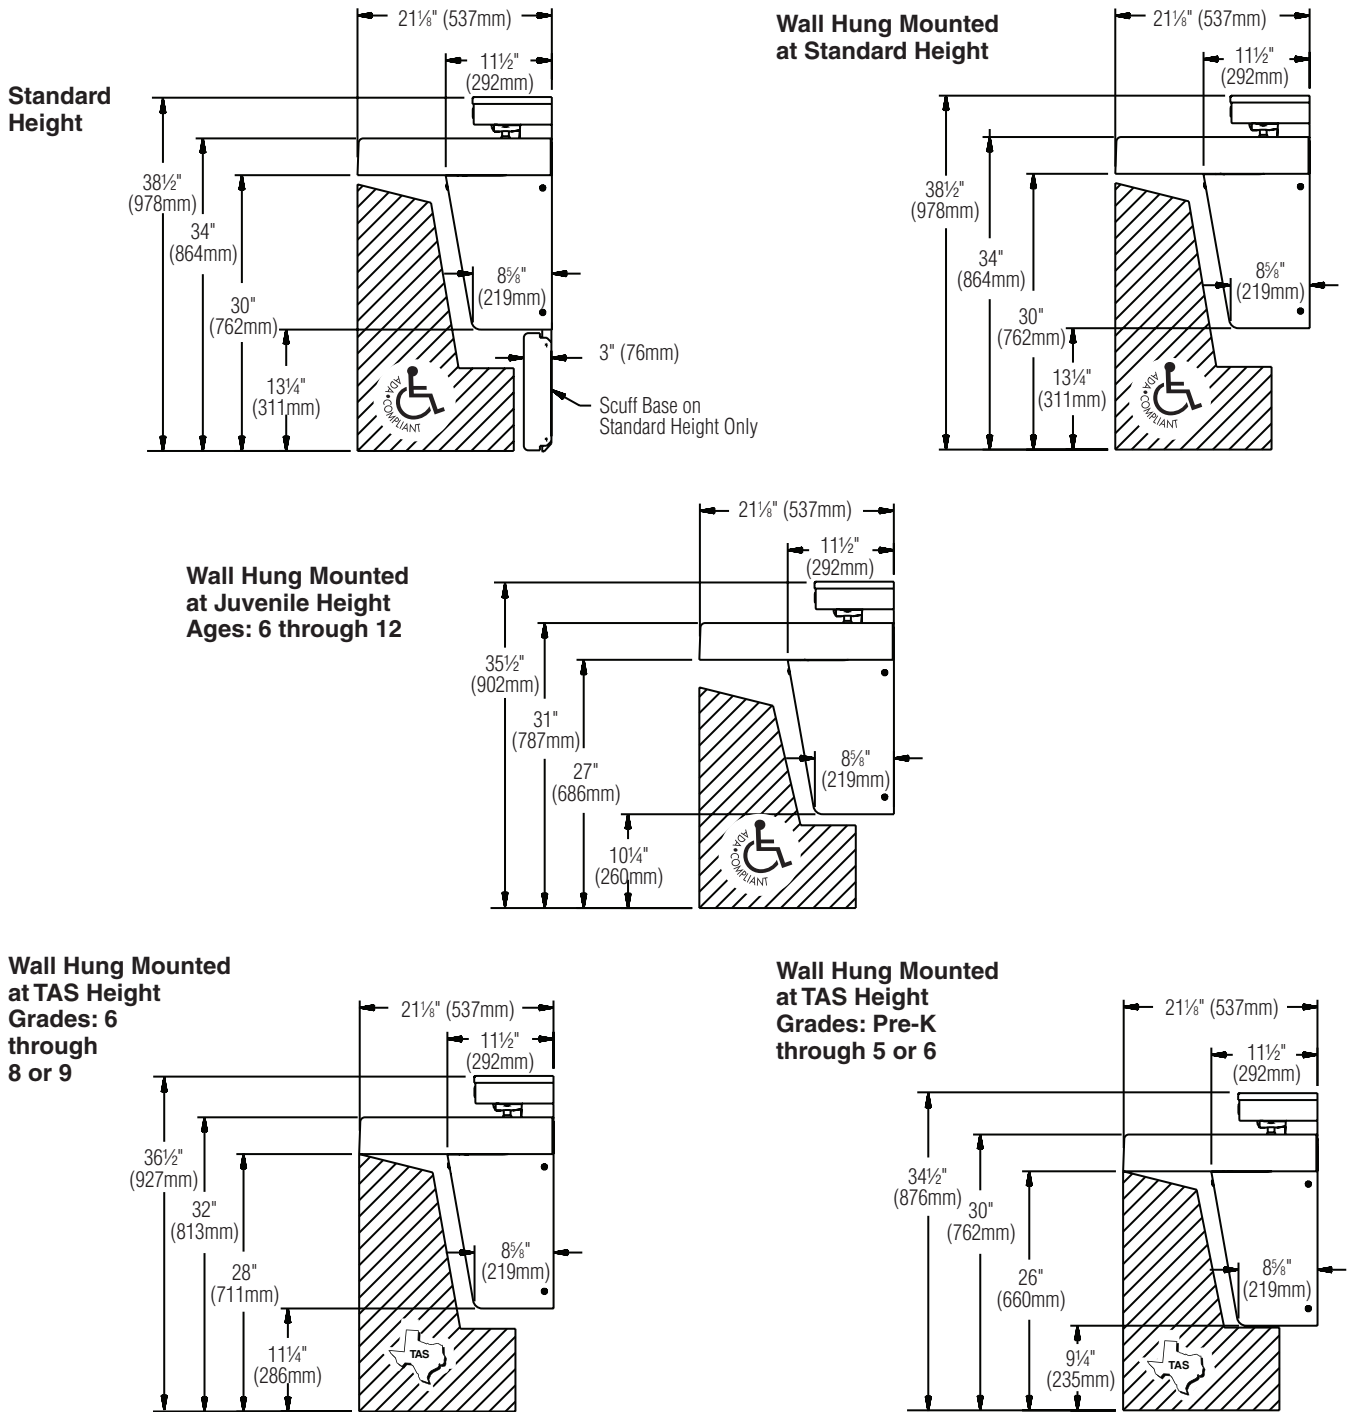 Standard
Height
21⅛" (537mm)
11½"
(292mm)
38½"
(978mm)
34"
(864mm)
30"
(762mm)
13¼"
(311mm)
8⅝"
(219mm)
3" (76mm)
Scuff Base on
Standard Height Only
ADA • COMPLIANT
Wall Hung Mounted
at Standard Height
21⅛" (537mm)
11½"
(292mm)
38½"
(978mm)
34"
(864mm)
30"
(762mm)
13¼"
(311mm)
8⅝"
(219mm)
ADA • COMPLIANT
Wall Hung Mounted
at Juvenile Height
Ages: 6 through 12
21⅛" (537mm)
11½"
(292mm)
35½"
(902mm)
31"
(787mm)
27"
(686mm)
10¼"
(260mm)
8⅝"
(219mm)
ADA • COMPLIANT
Wall Hung Mounted
at TAS Height
Grades: 6
through
8 or 9
21⅛" (537mm)
11½"
(292mm)
36½"
(927mm)
32"
(813mm)
28"
(711mm)
11¼"
(286mm)
8⅝"
(219mm)
TAS
Wall Hung Mounted
at TAS Height
Grades: Pre-K
through 5 or 6
21⅛" (537mm)
11½"
(292mm)
34½"
(876mm)
30"
(762mm)
26"
(660mm)
9¼"
(235mm)
8⅝"
(219mm)
TAS